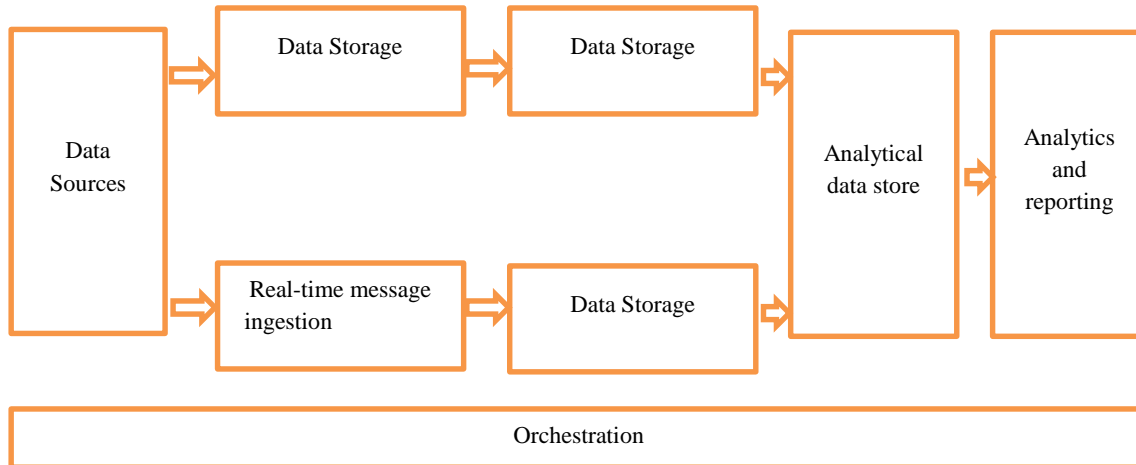 Data Storage
Data Storage
Data
Sources
Analytical
data store
Analytics
and
reporting
Real-time message
ingestion
Data Storage
Orchestration